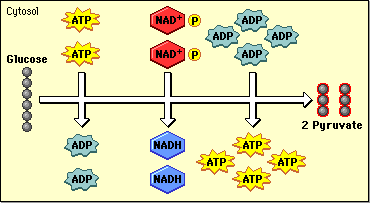 Cytosol
ATP
ATP
NAD⁺ P
NAD⁺ P
ADP
ADP ADP
ADP
Glucose
2 Pyruvate
ADP
ADP
NADH
NADH
ATP
ATP ATP
ATP